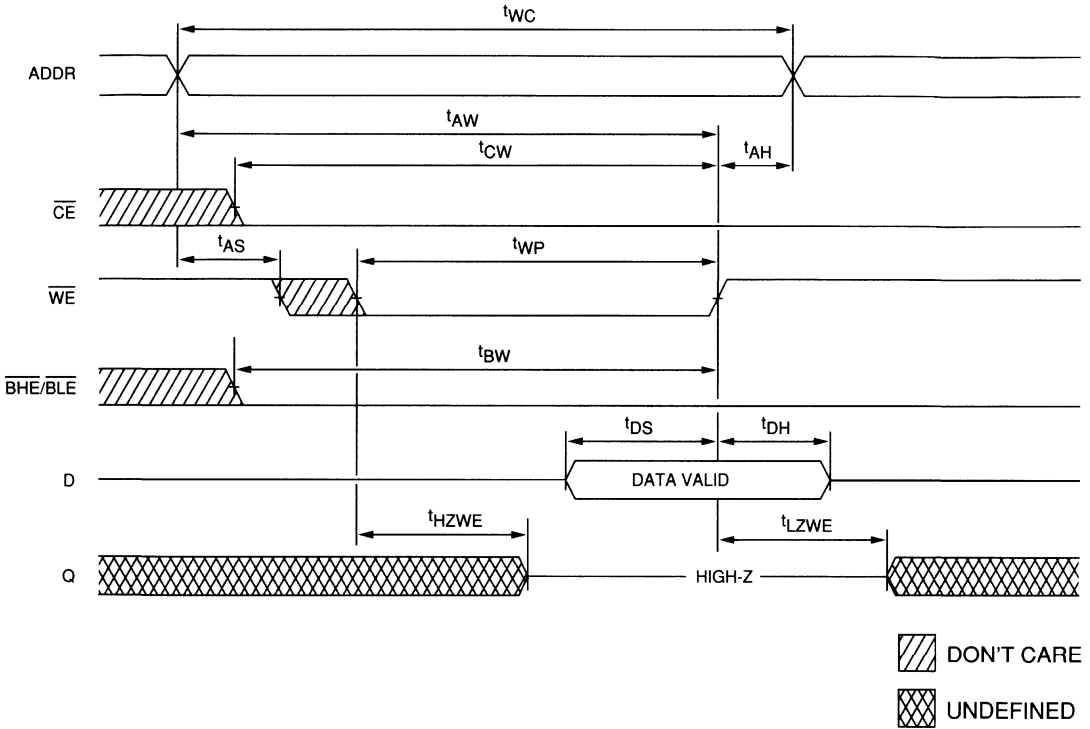 tWC
ADDR
tAW
tCW
tAH
CE
tAS
tWP
WE
tBW
BHE/BLE
tDS
tDH
D
DATA VALID
tHZWE
tLZWE
Q
HIGH-Z
DON'T CARE
UNDEFINED